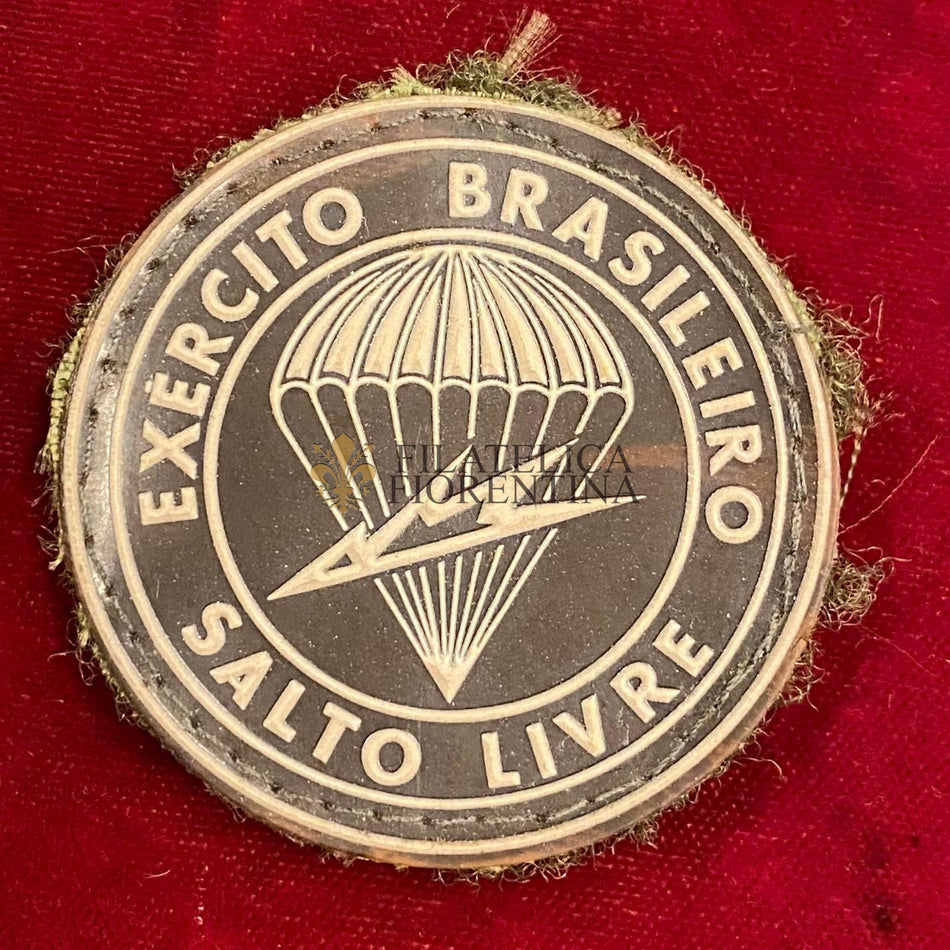 EXÉRCITO BRASILEIRO
SALTO LIVRE
FILATELICA
FIORENTINA